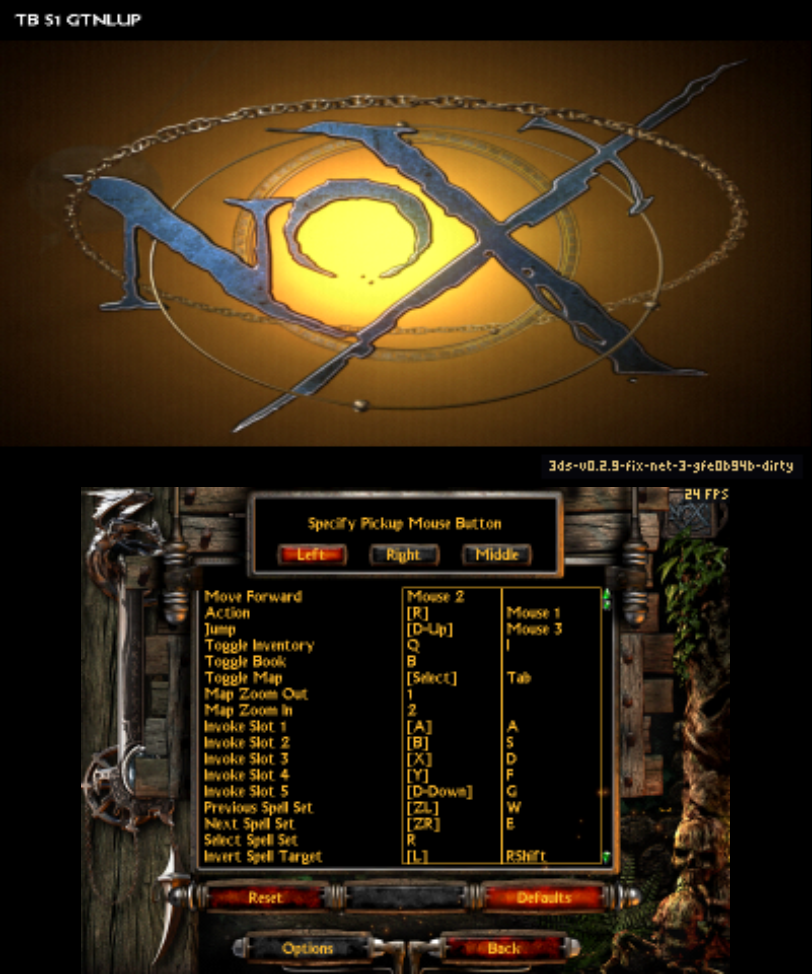 TB S1 GTNLUP
NOX
3ds-v0.2.9-fix-net-3-gfe0b94b-dirty
24 FPS
Specify Pickup Mouse Button
Left Right Middle
Move Forward Mouse 2
Action [R] Mouse 1
Jump [D-Up] Mouse 3
Toggle Inventory Q I
Toggle Book B
Toggle Map [Select] Tab
Map Zoom Out 1
Map Zoom In 2
Invoke Slot 1 [A] A
Invoke Slot 2 [B] S
Invoke Slot 3 [X] D
Invoke Slot 4 [Y] F
Invoke Slot 5 [D-Down] G
Previous Spell Set [ZL] W
Next Spell Set [ZR] E
Select Spell Set R
Invert Spell Target [L] RShift
Reset Defaults
Options Back